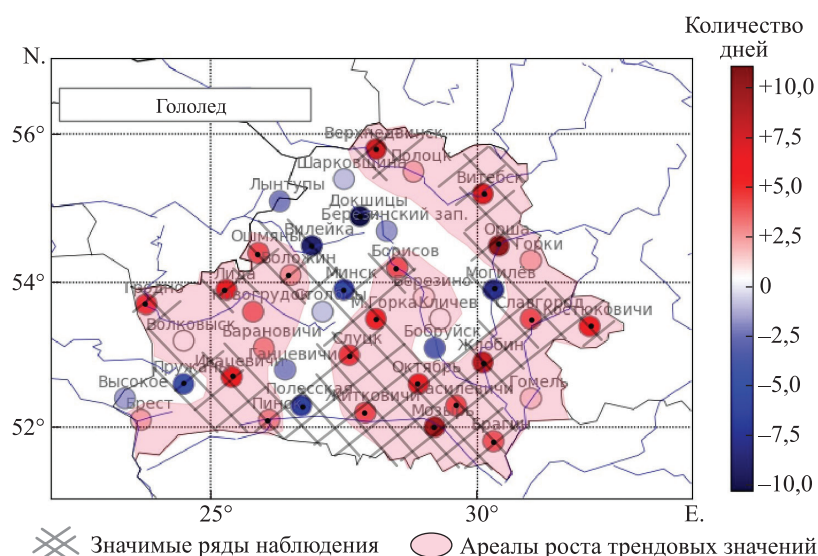 Количество
дней
N.
Гололед
+10,0
56°
Верхнедвинск
+7,5
Шарковщина
Полоцк
Лынтупы
Витебск
+5,0
Докшицы
Березинский зап.
Вилейка
Орша
+2,5
Ошмяны
Борисов
Горки
54°
Воложин
Минск
Могилев
0
Лида
Березино
М.Горка
Кличев
Славгород
Костюковичи
Волковыск
−2,5
Барановичи
Бобруйск
Слуцк
Жлобин
Ганцевичи
Пружаны
Ивацевичи
Октябрь
−5,0
Высокое
Полесская
Гомель
Василевичи
Брест
Житковичи
Пинск
Мозырь
−7,5
52°
Брагин
−10,0
25°
30°
E.
Значимые ряды наблюдения
Ареалы роста трендовых значений